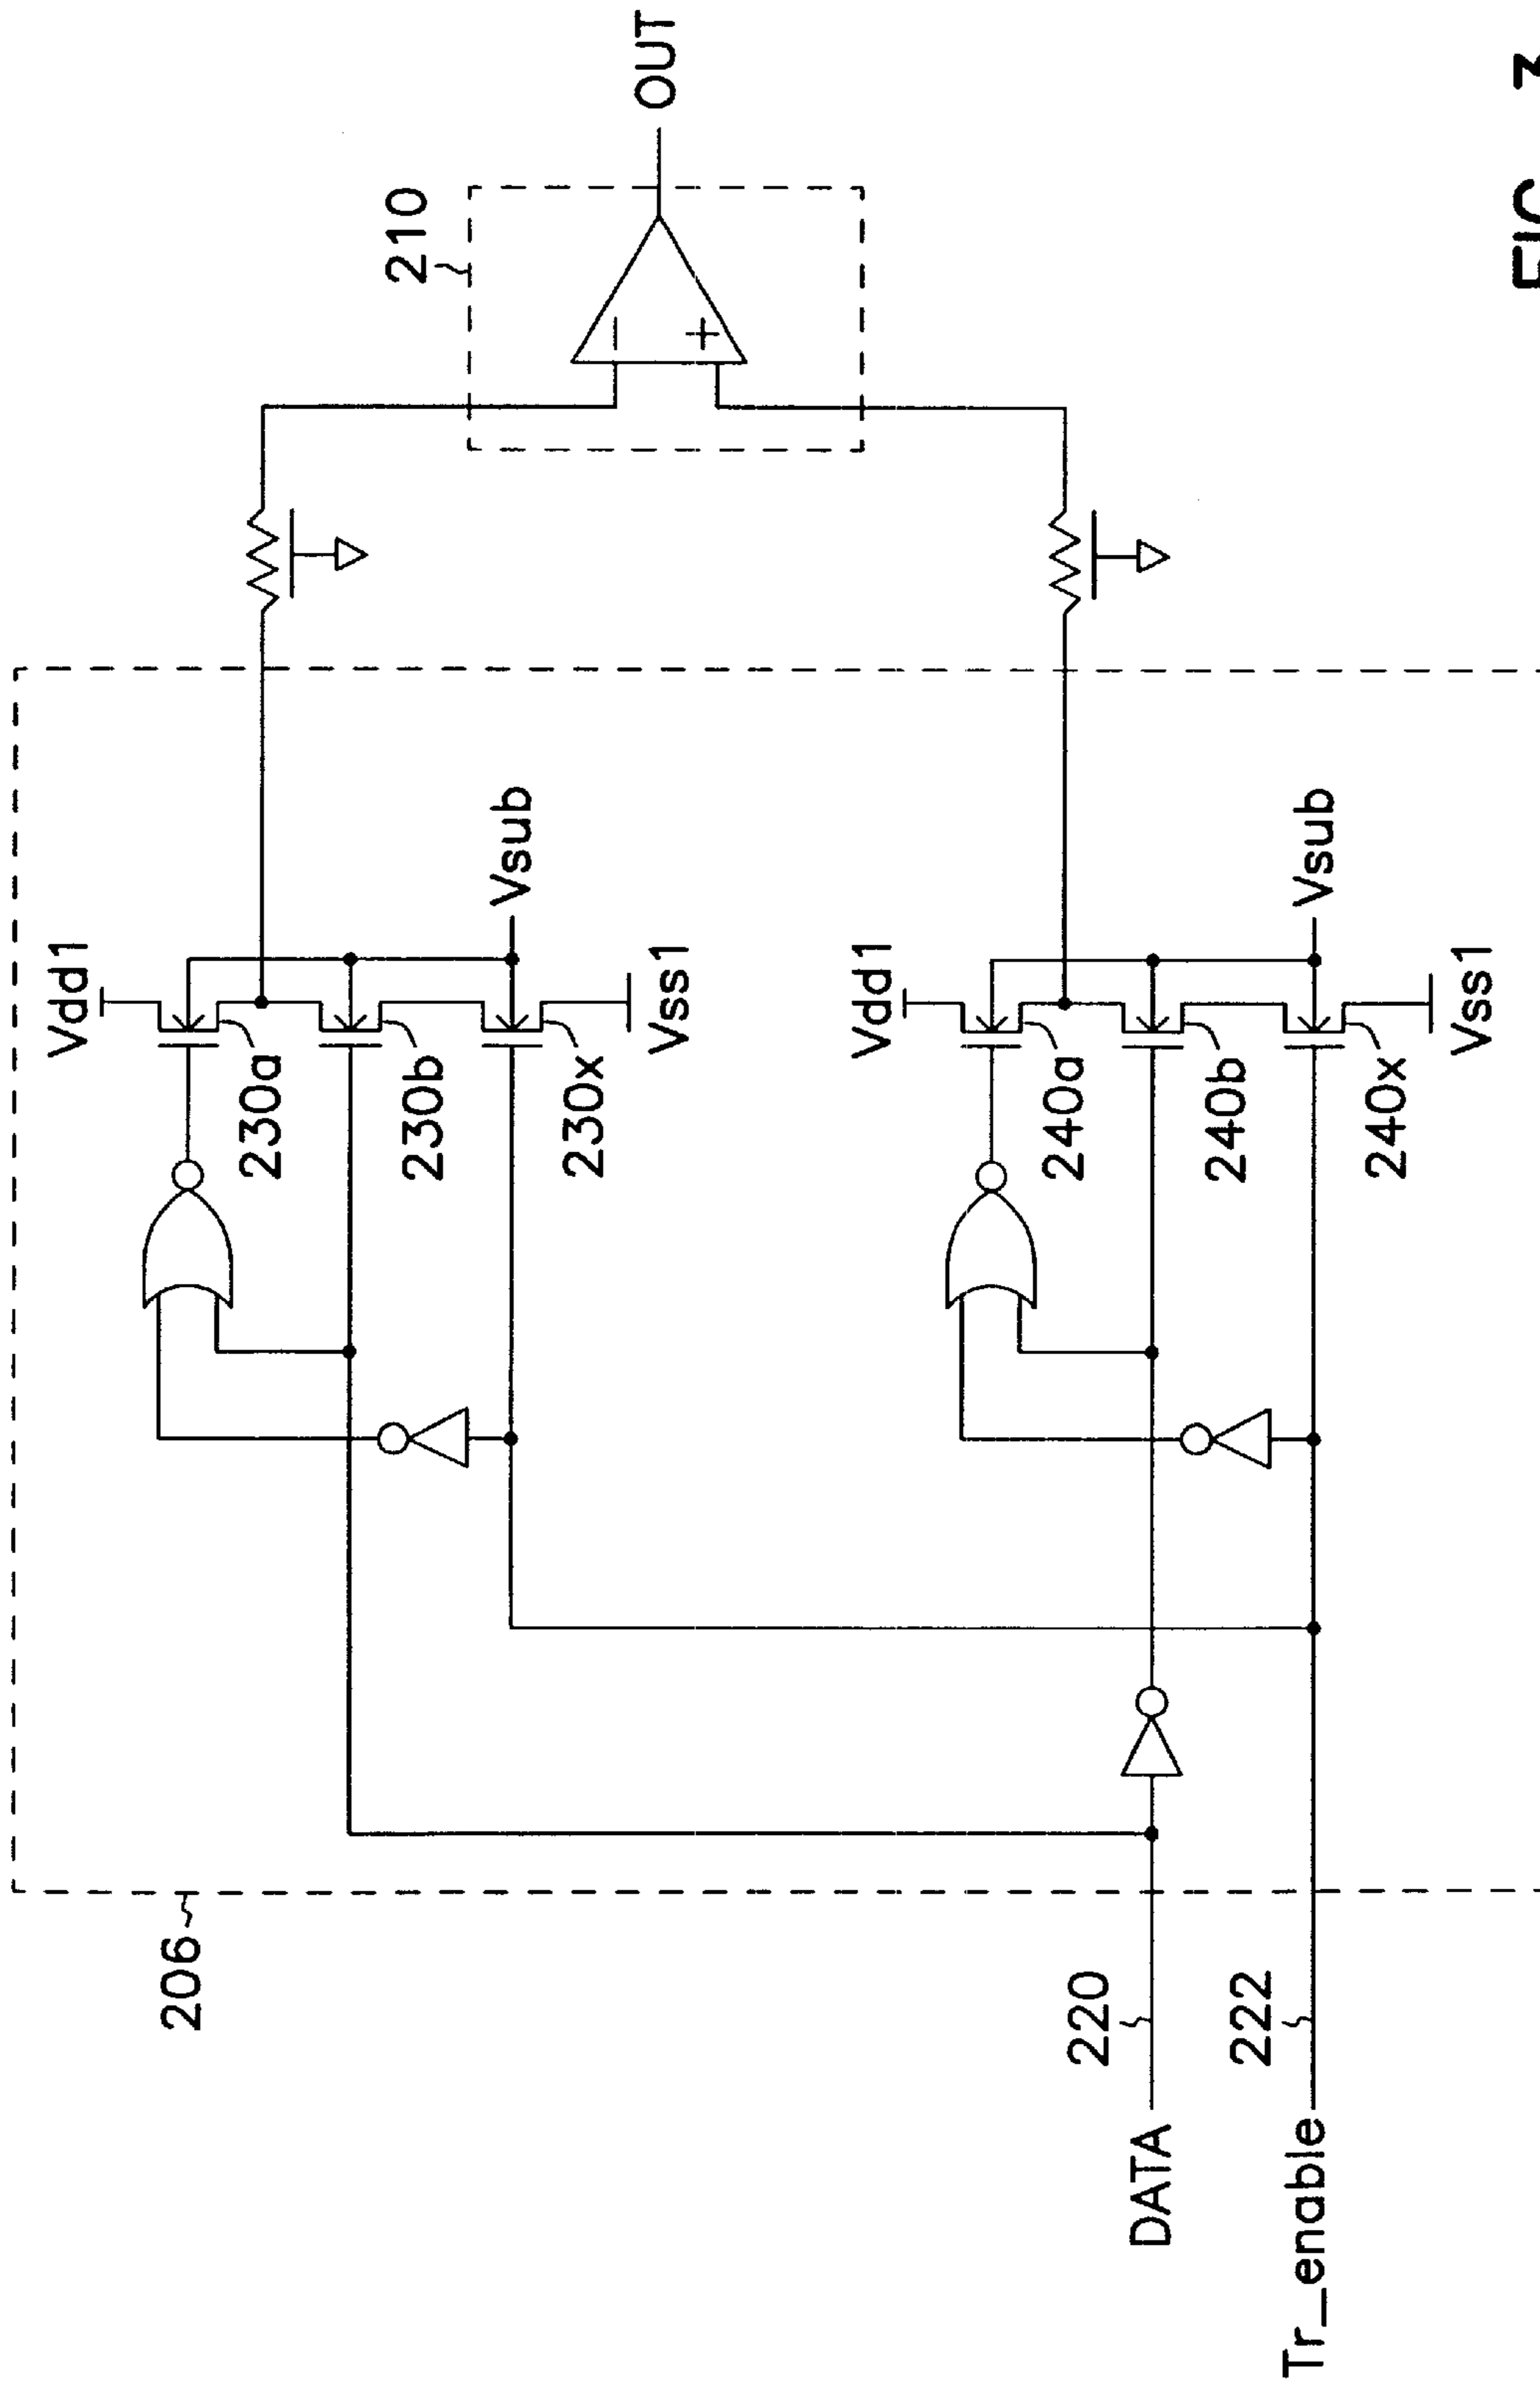 206
Vdd1
230a
230b
Vsub
230x
Vss1
210
OUT
Vdd1
240a
DATA
220
240b
Vsub
Tr_enable
222
240x
Vss1